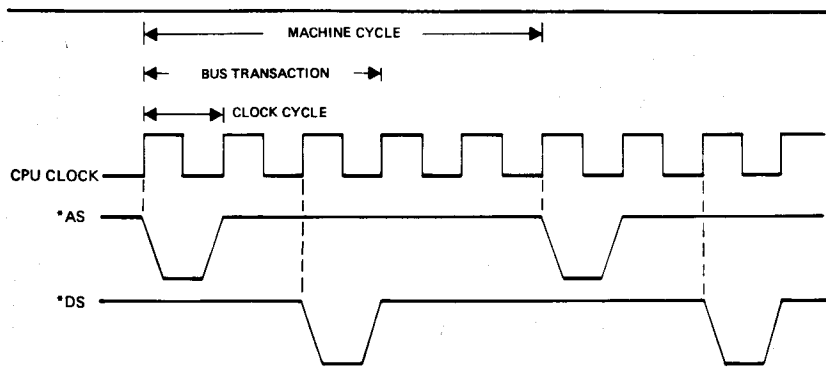 MACHINE CYCLE
BUS TRANSACTION
CLOCK CYCLE
CPU CLOCK
*AS
*DS